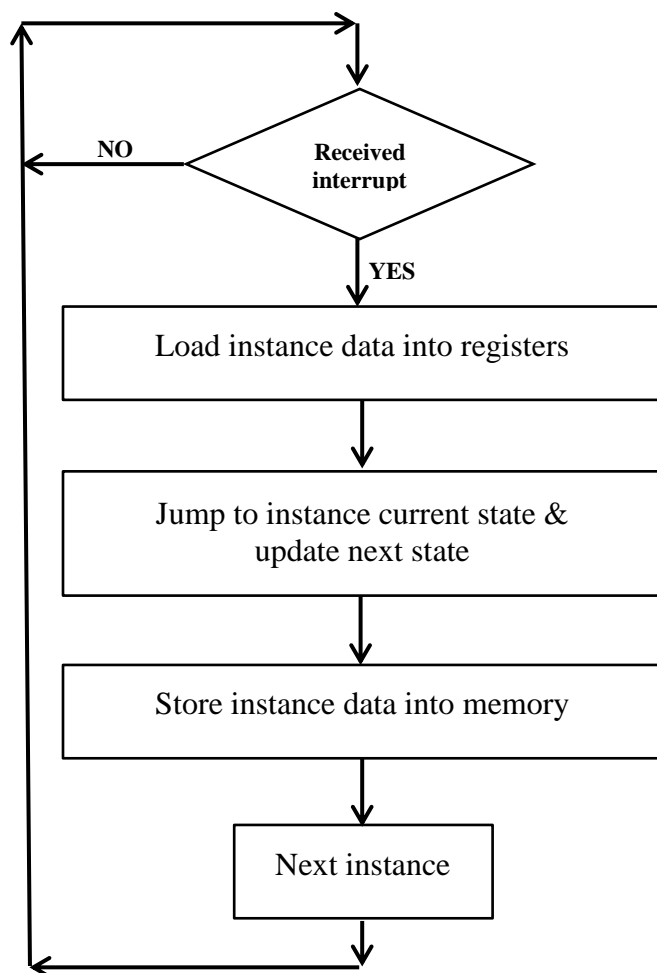 Received
interrupt
NO
YES
Load instance data into registers
Jump to instance current state &
update next state
Store instance data into memory
Next instance